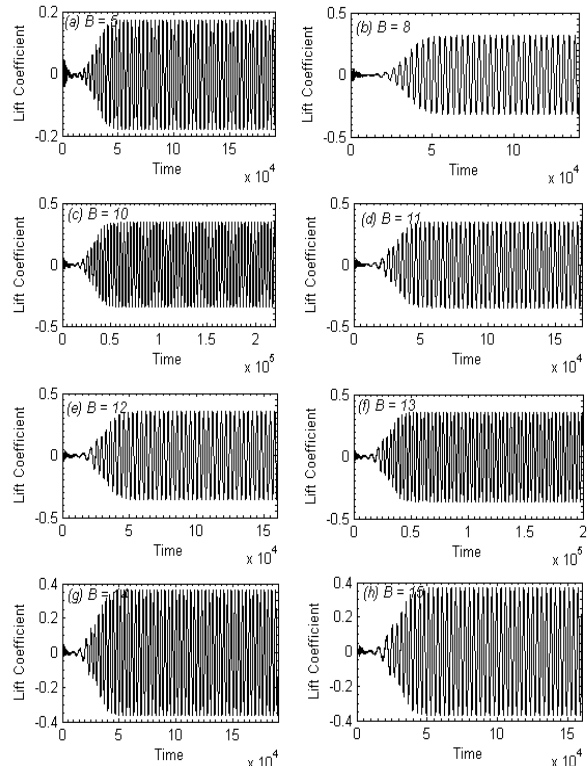 (a) B = 5
Lift Coefficient
0.2
0
-0.2
0
5
10
15
Time
x 10^4
(b) B = 8
Lift Coefficient
0.5
0
-0.5
0
5
10
Time
x 10^4
(c) B = 10
Lift Coefficient
0.5
0
-0.5
0
0.5
1
1.5
2
Time
x 10^5
(d) B = 11
Lift Coefficient
0.5
0
-0.5
0
5
10
15
Time
x 10^4
(e) B = 12
Lift Coefficient
0.5
0
-0.5
0
5
10
15
Time
x 10^4
(f) B = 13
Lift Coefficient
0.5
0
-0.5
0
0.5
1
1.5
2
Time
x 10^5
(g) B = 14
Lift Coefficient
0.4
0.2
0
-0.2
-0.4
0
5
10
15
Time
x 10^4
(h) B = 15
Lift Coefficient
0.4
0.2
0
-0.2
-0.4
0
5
10
15
Time
x 10^4